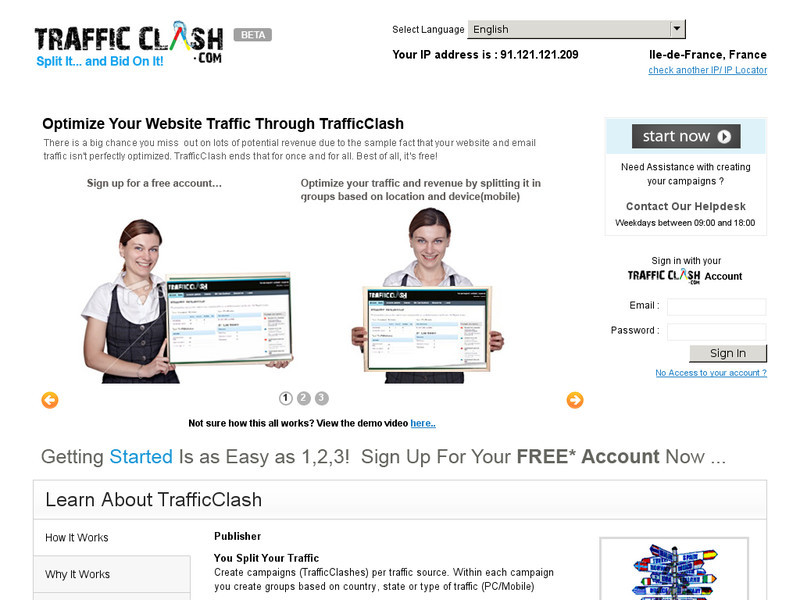 TRAFFIC CLASH
.COM
BETA
Split It... and Bid On It!
Select Language
English
Your IP address is : 91.121.121.209
Ile-de-France, France
check another IP/ IP Locator
Optimize Your Website Traffic Through TrafficClash
There is a big chance you miss out on lots of potential revenue due to the sample fact that your website and email
traffic isn't perfectly optimized. TrafficClash ends that for once and for all. Best of all, it's free!
Sign up for a free account...
Optimize your traffic and revenue by splitting it in
groups based on location and device(mobile)
TRAFFIC CLASH
TRAFFIC CLASH
1 2 3
Not sure how this all works? View the demo video here..
start now
Need Assistance with creating
your campaigns ?
Contact Our Helpdesk
Weekdays between 09:00 and 18:00
Sign in with your
TRAFFIC CLASH .COM Account
Email :
Password :
Sign In
No Access to your account ?
Getting Started Is as Easy as 1,2,3! Sign Up For Your FREE* Account Now ...
Learn About TrafficClash
How It Works
Why It Works
Publisher
You Split Your Traffic
Create campaigns (TrafficClashes) per traffic source. Within each campaign
you create groups based on country, state or type of traffic (PC/Mobile)
SPAIN